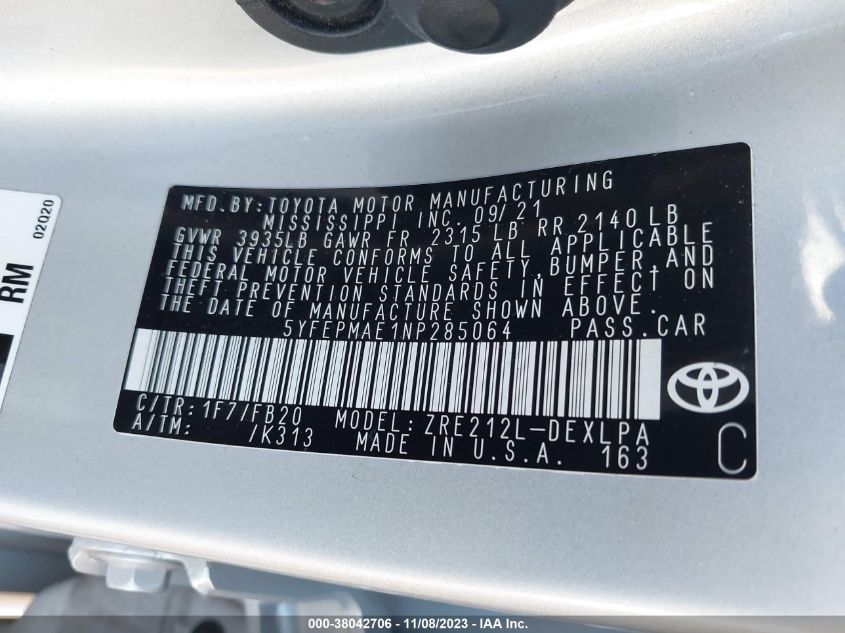 02020
RM
MFD. BY: TOYOTA MOTOR MANUFACTURING
MISSISSIPPI INC. 09/21
GVWR 3935LB GAWR FR 2315 LB RR 2140 LB
THIS VEHICLE CONFORMS TO ALL APPLICABLE
FEDERAL MOTOR VEHICLE SAFETY, BUMPER, AND
THEFT PREVENTION STANDARDS IN EFFECT ON
THE DATE OF MANUFACTURE SHOWN ABOVE.
5YFEPMAE1NP285064 PASS. CAR
C/TR: 1F7/FB20 MODEL: ZRE212L-DEXLPA
A/TM: /K313 MADE IN U.S.A. 163
C
000-38042706 - 11/08/2023 - IAA Inc.